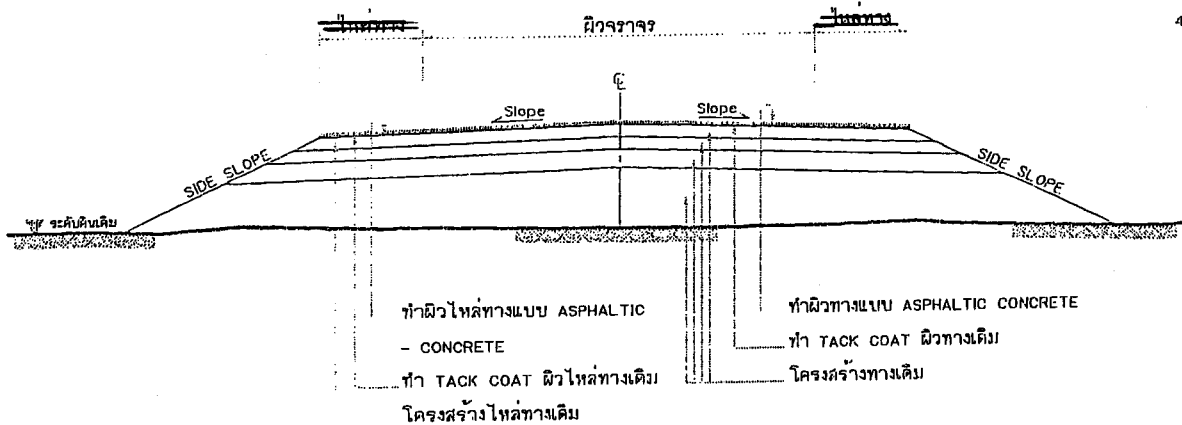 ไหล่ทาง ผิวจราจร ไหล่ทาง 4
℄
Slope Slope
SIDE SLOPE SIDE SLOPE
ระดับดินเดิม
ทำผิวไหล่ทางแบบ ASPHALTIC
- CONCRETE
ทำ TACK COAT ผิวไหล่ทางเดิม
โครงสร้างไหล่ทางเดิม
ทำผิวทางแบบ ASPHALTIC CONCRETE
ทำ TACK COAT ผิวทางเดิม
โครงสร้างทางเดิม